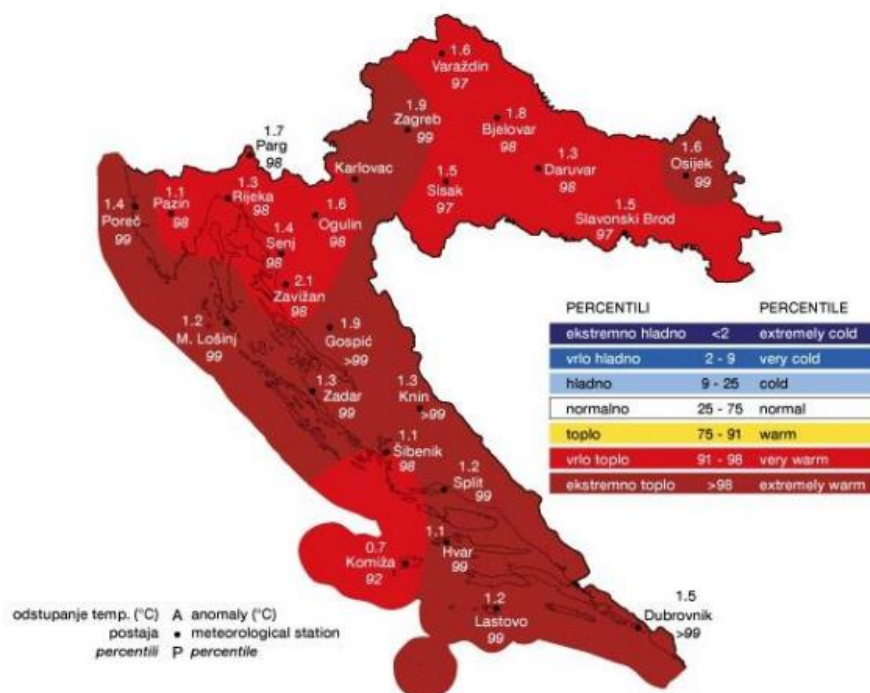 1.6
Varaždin
97
1.9
Zagreb
99
1.8
Bjelovar
98
1.7
Parg
98
1.6
Osijek
99
1.3
Daruvar
98
Karlovac
1.5
Sisak
97
1.1
Pazin
98
1.3
Rijeka
98
1.4
Poreč
99
1.6
Ogulin
98
1.5
Slavonski Brod
97
1.4
Senj
98
2.1
Zavižan
98
1.2
M. Lošinj
99
1.9
Gospić
>99
1.3
Zadar
99
1.3
Knin
>99
1.1
Šibenik
98
1.2
Split
99
1.1
Hvar
99
0.7
Komiža
92
1.2
Lastovo
99
1.5
Dubrovnik
>99
PERCENTILI PERCENTILE
ekstremno hladno <2 extremely cold
vrlo hladno 2 - 9 very cold
hladno 9 - 25 cold
normalno 25 - 75 normal
toplo 75 - 91 warm
vrlo toplo 91 - 98 very warm
ekstremno toplo >98 extremely warm
odstupanje temp. (°C) A anomaly (°C)
postaja • meteorological station
percentili P percentile